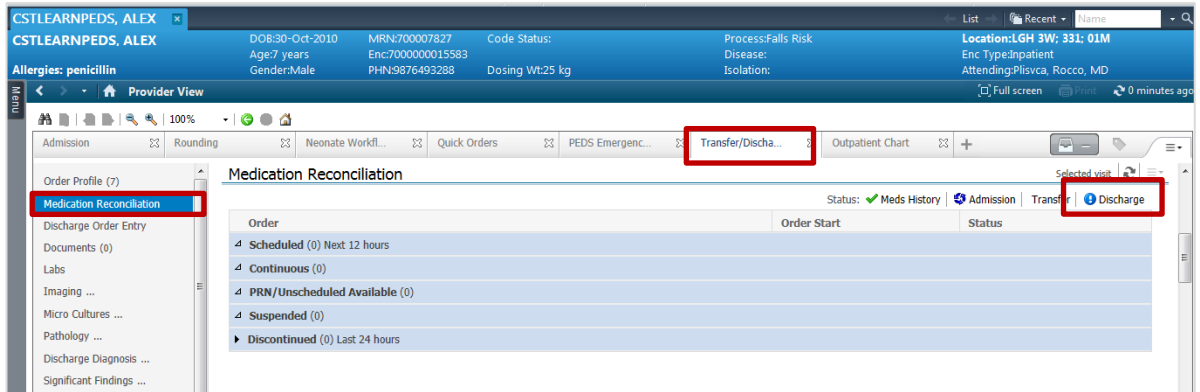 CSTLEARNPEDS, ALEX
List Recent Name
CSTLEARNPEDS, ALEX DOB:30-Oct-2010 MRN:700007827 Code Status: Process:Falls Risk Location:LGH 3W; 331; 01M
Age:7 years Enc:7000000015583 Disease: Enc Type:Inpatient
Allergies: penicillin Gender:Male PHN:9876493288 Dosing Wt:25 kg Isolation: Attending:Plisvca, Rocco, MD
Menu
Provider View Full screen Print 0 minutes ago
100%
Admission Rounding Neonate Workfl... Quick Orders PEDS Emergenc... Transfer/Discha... Outpatient Chart
Order Profile (7)
Medication Reconciliation
Discharge Order Entry
Documents (0)
Labs
Imaging ...
Micro Cultures ...
Pathology ...
Discharge Diagnosis ...
Significant Findings ...
Medication Reconciliation Selected visit
Status: Meds History Admission Transfer Discharge
Order Order Start Status
Scheduled (0) Next 12 hours
Continuous (0)
PRN/Unscheduled Available (0)
Suspended (0)
Discontinued (0) Last 24 hours